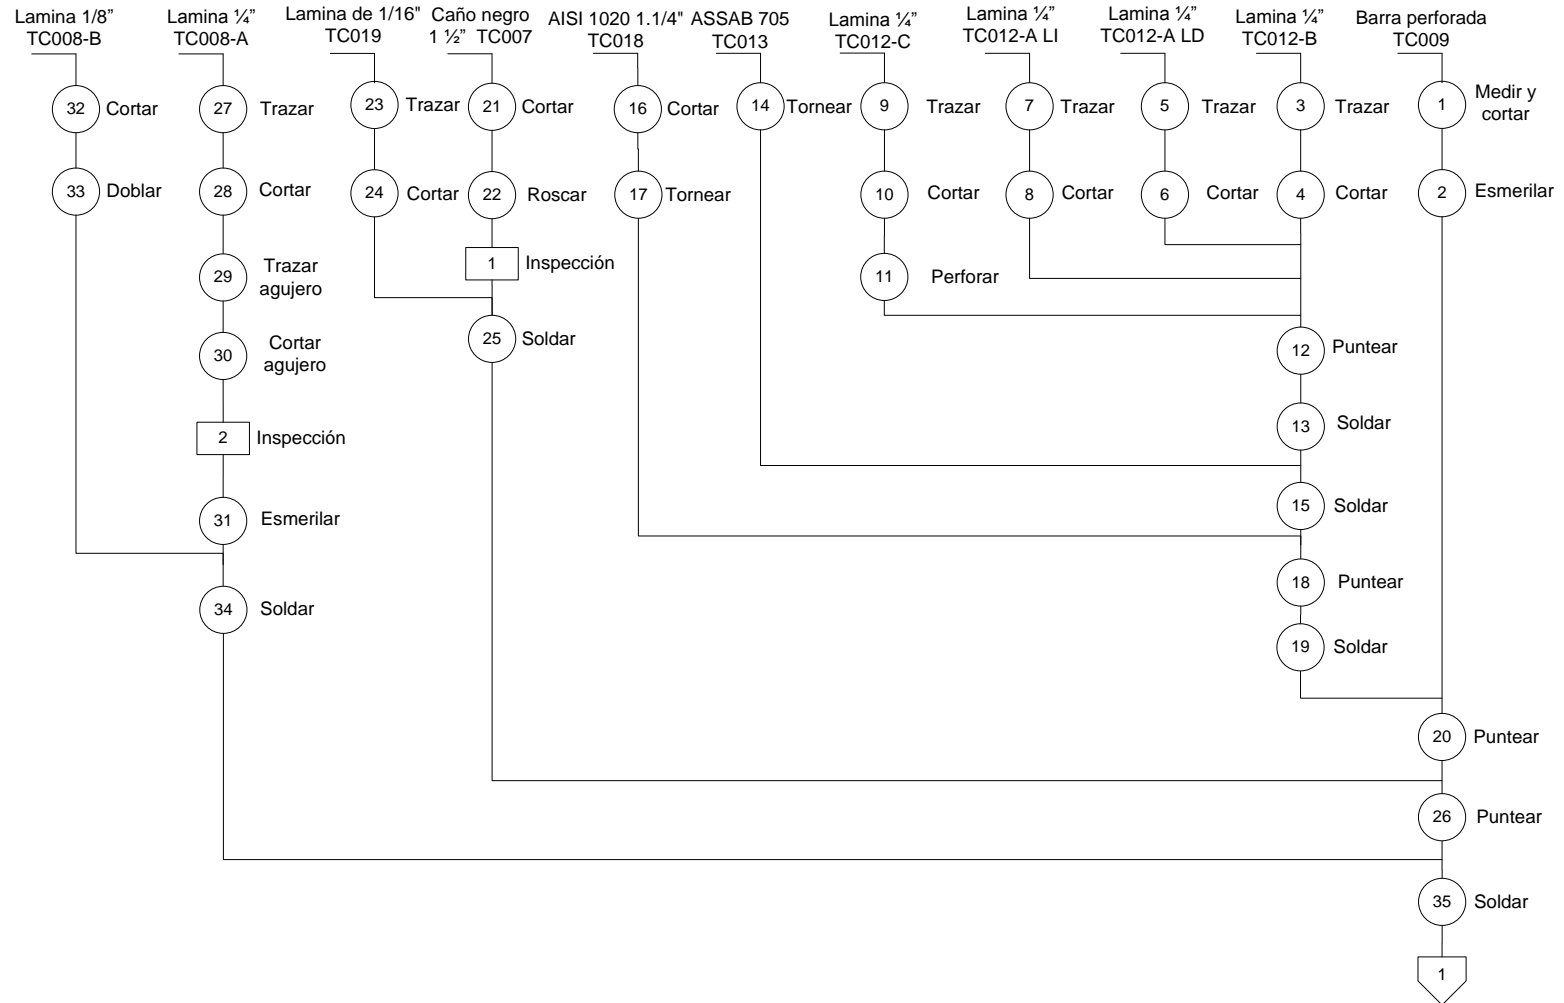 Lamina 1/8”
TC008-B
Lamina ¼”
TC008-A
Lamina de 1/16"
TC019
Caño negro
1 ½” TC007
AISI 1020 1.1/4"
TC018
ASSAB 705
TC013
Lamina ¼”
TC012-C
Lamina ¼”
TC012-A LI
Lamina ¼”
TC012-A LD
Lamina ¼”
TC012-B
Barra perforada
TC009
32 Cortar
27 Trazar
23 Trazar
21 Cortar
16 Cortar
14 Tornear
9 Trazar
7 Trazar
5 Trazar
3 Trazar
1 Medir y
cortar
33 Doblar
28 Cortar
24 Cortar
22 Roscar
17 Tornear
10 Cortar
8 Cortar
6 Cortar
4 Cortar
2 Esmerilar
29 Trazar
agujero
1 Inspección
11 Perforar
30 Cortar
agujero
25 Soldar
12 Puntear
2 Inspección
13 Soldar
31 Esmerilar
15 Soldar
34 Soldar
18 Puntear
19 Soldar
20 Puntear
26 Puntear
35 Soldar
1